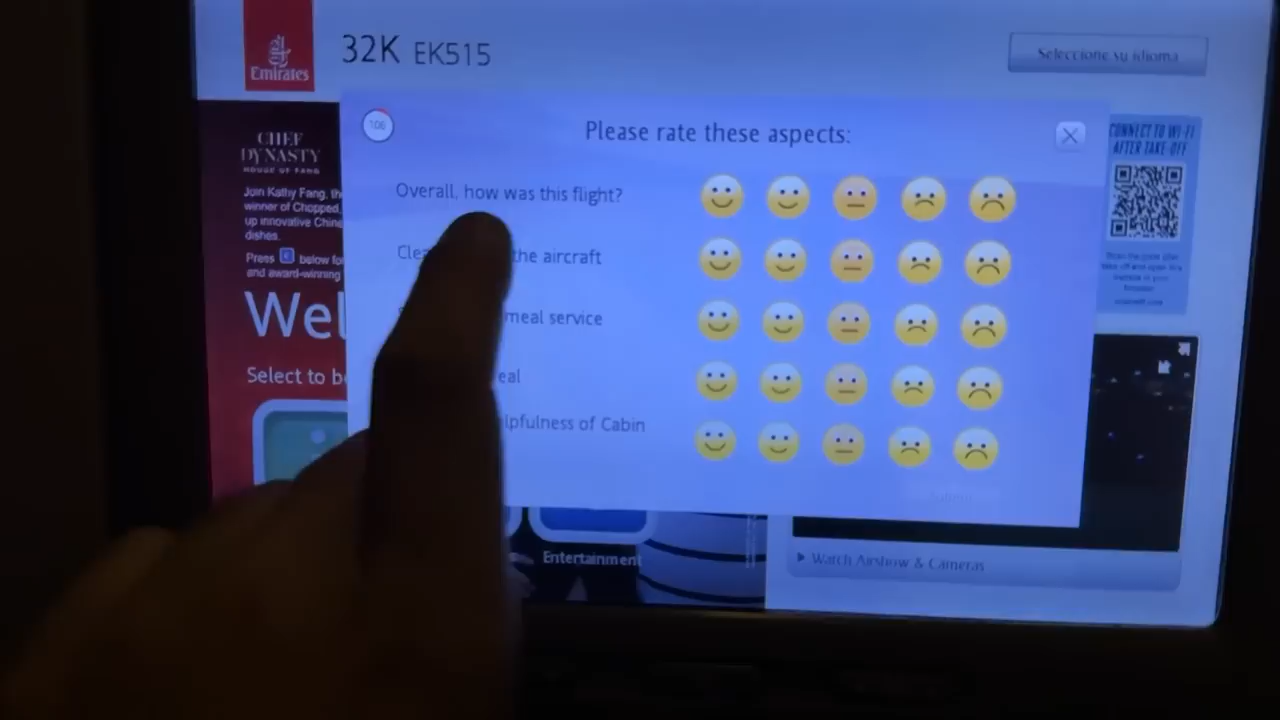 Emirates
32K EK515
Seleccione su idioma
106
Please rate these aspects:
Overall, how was this flight?
the aircraft
meal service
eal
lpfulness of Cabin
CHEF
DYNASTY
HOUSE OF FANG
Join Kathy Fang, th
winner of Chopped,
up innovative China
dishes.
Press below fo
and award-winning
Wel
Select to b
Entertainment
CONNECT TO WI-FI
AFTER TAKE-OFF
Watch Airshow & Cameras